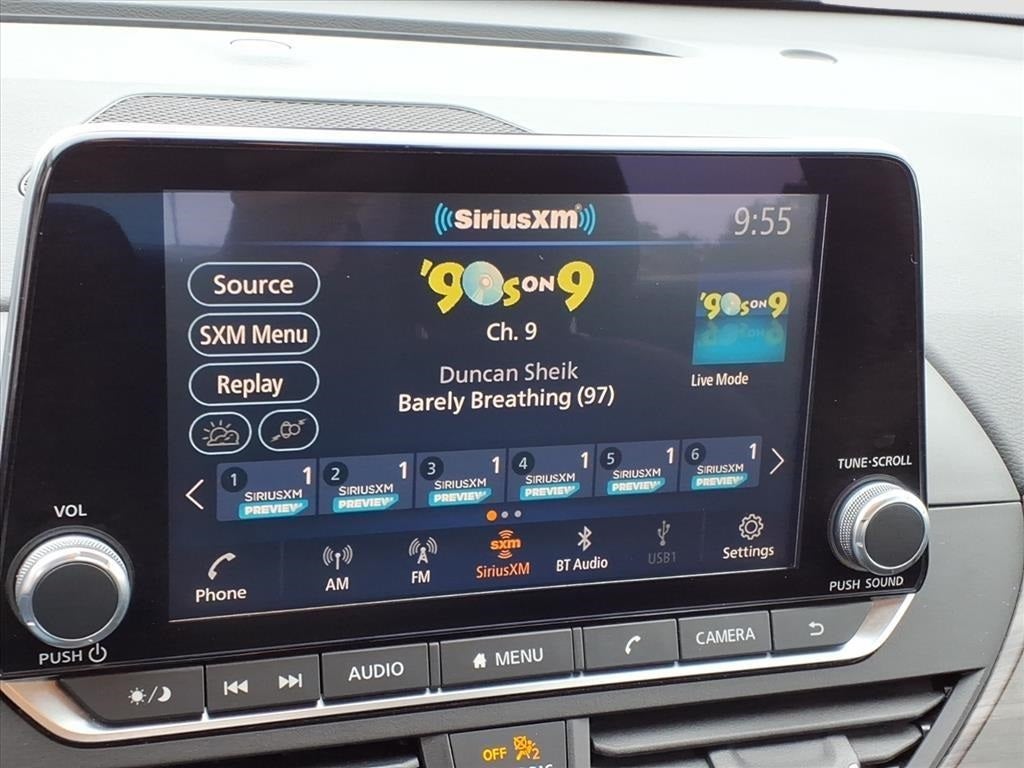 SiriusXM®
9:55
'90s ON 9
'90s ON 9
Source
SXM Menu
Replay
Ch. 9
Duncan Sheik
Barely Breathing (97)
Live Mode
1 1 SIRIUSXM PREVIEW
2 1 SIRIUSXM PREVIEW
3 1 SIRIUSXM PREVIEW
4 1 SIRIUSXM PREVIEW
5 1 SIRIUSXM PREVIEW
6 1 SIRIUSXM PREVIEW
TUNE·SCROLL
VOL
sxm
Phone
AM
FM
SiriusXM
BT Audio
USB1
Settings
PUSH SOUND
PUSH
AUDIO
MENU
CAMERA
OFF 2